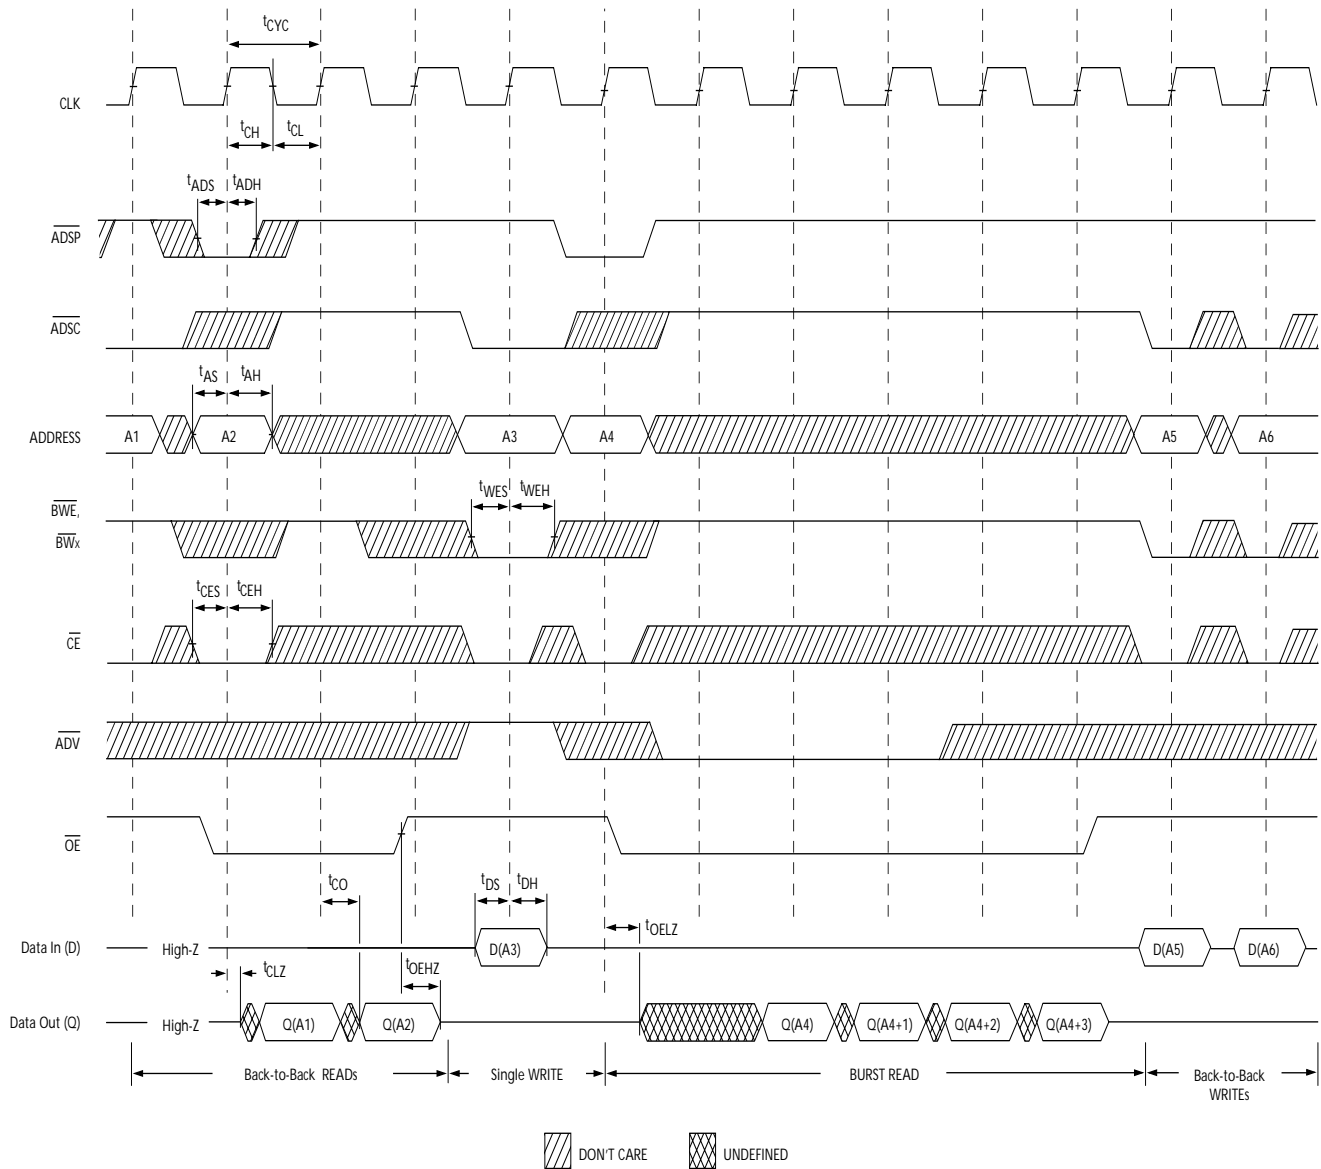 tCYC
CLK
tCH
tCL
tADS
tADH
ADSP
ADSC
tAS
tAH
ADDRESS
A1
A2
A3
A4
A5
A6
tWES
tWEH
BWE,
BWx
tCES
tCEH
CE
ADV
OE
tCO
tDS
tDH
tOELZ
Data In (D)
High-Z
D(A3)
D(A5)
D(A6)
tCLZ
tOEHZ
Data Out (Q)
High-Z
Q(A1)
Q(A2)
Q(A4)
Q(A4+1)
Q(A4+2)
Q(A4+3)
Back-to-Back READs
Single WRITE
BURST READ
Back-to-Back
WRITEs
DON'T CARE
UNDEFINED